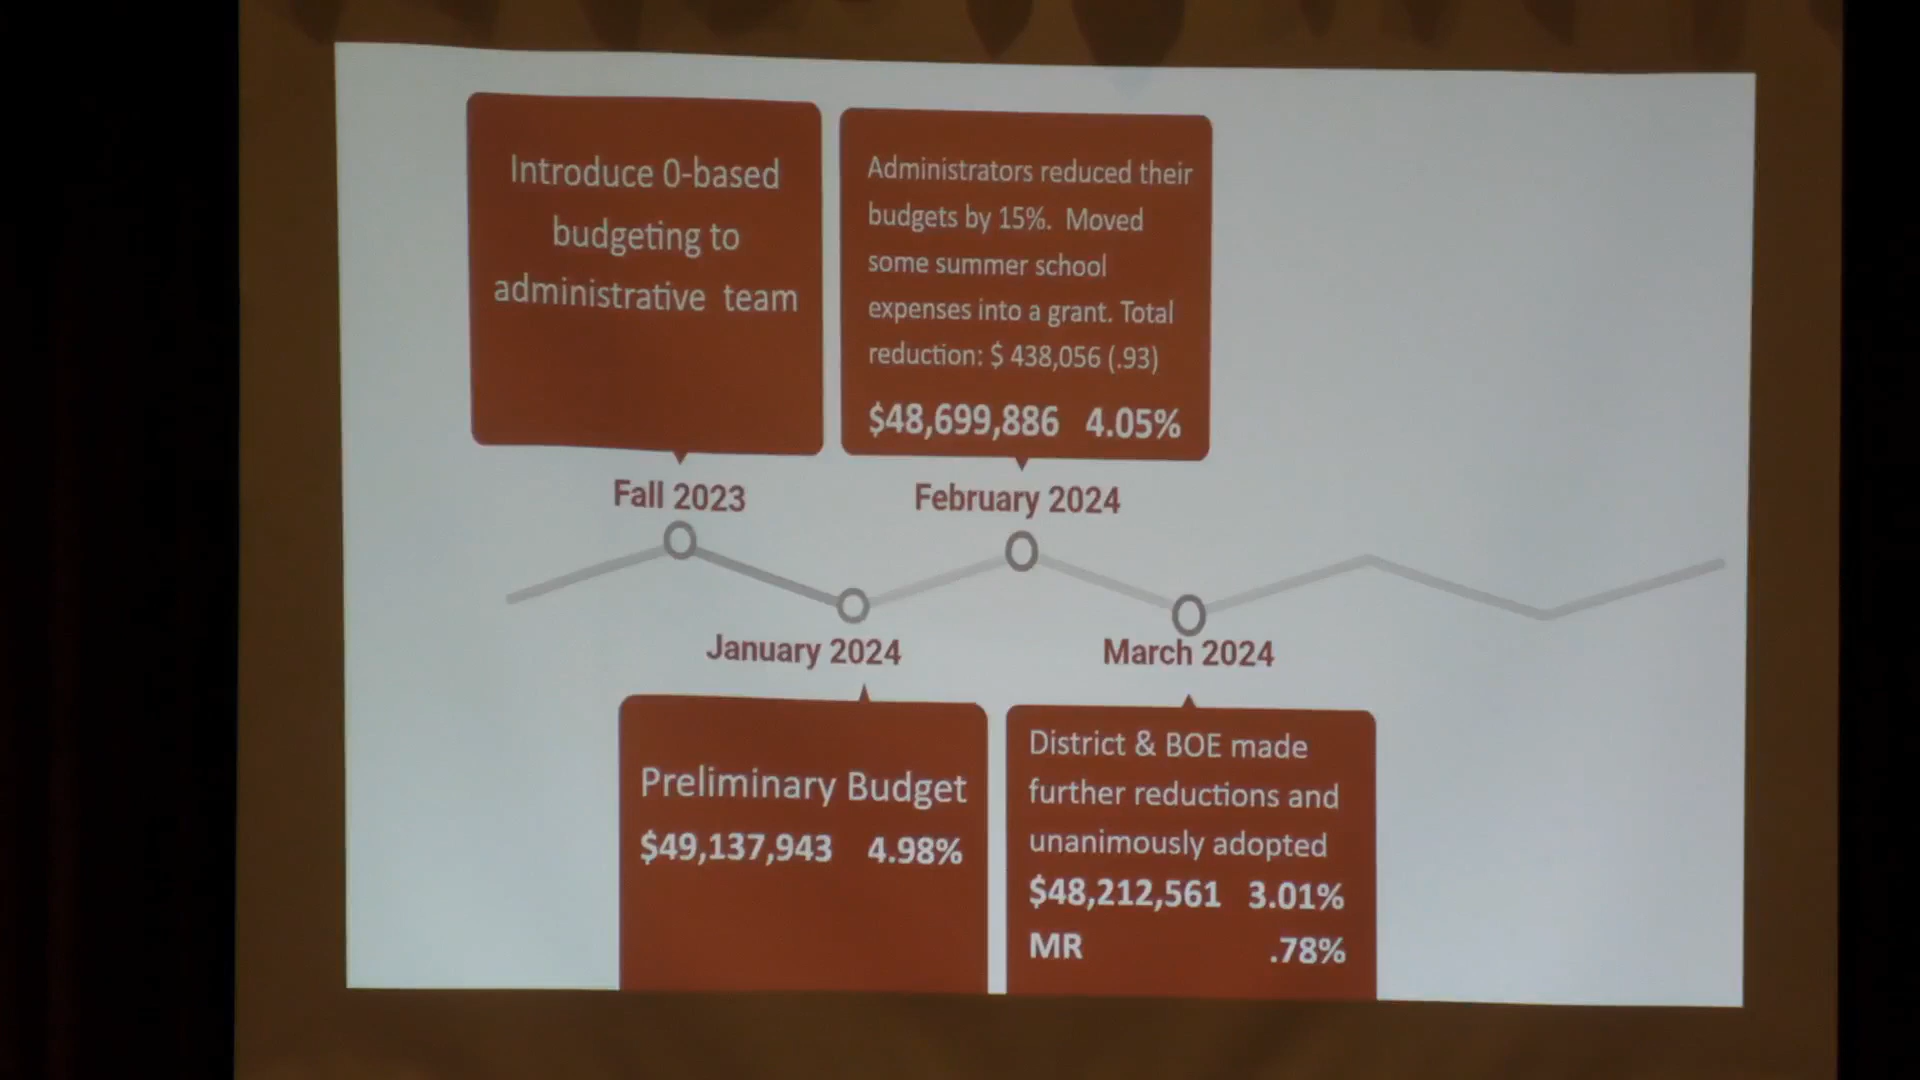 Introduce 0-based
budgeting to
administrative team
Fall 2023
Preliminary Budget
$49,137,943 4.98%
January 2024
Administrators reduced their
budgets by 15%. Moved
some summer school
expenses into a grant. Total
reduction: $ 438,056 (.93)
$48,699,886 4.05%
February 2024
March 2024
District & BOE made
further reductions and
unanimously adopted
$48,212,561 3.01%
MR .78%